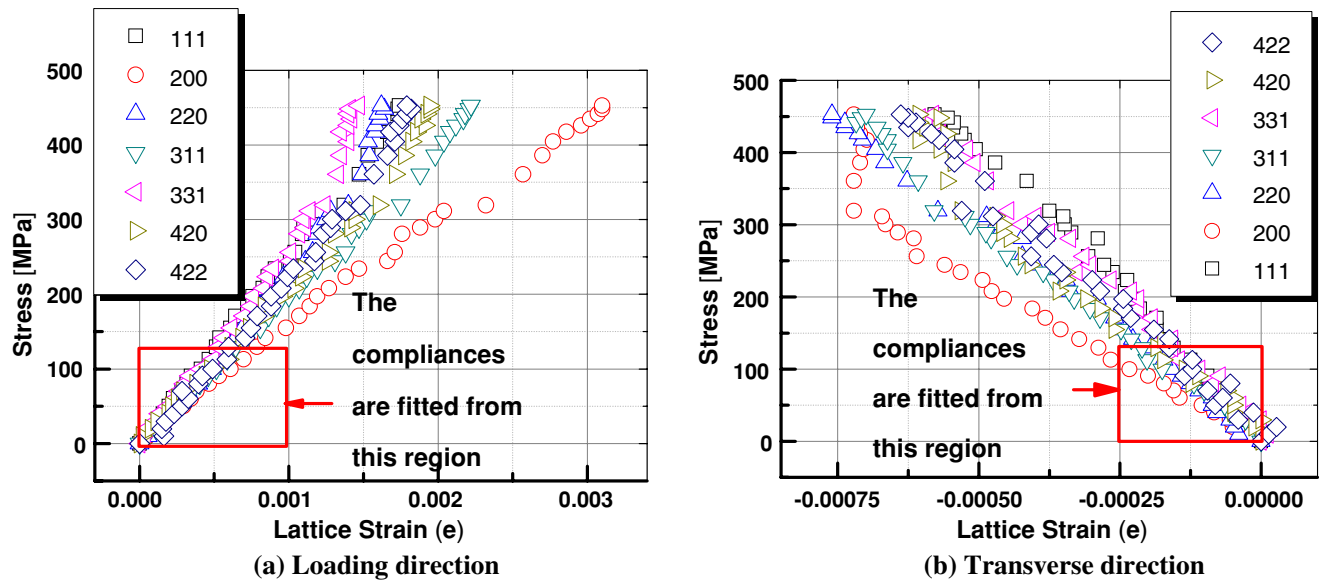 111
200
220
311
331
420
422
500
400
300
200
100
0
Stress [MPa]
0.000
0.001
0.002
0.003
Lattice Strain (e)
The
compliances
are fitted from
this region
(a) Loading direction
422
420
331
311
220
200
111
500
400
300
200
100
0
Stress [MPa]
-0.00075
-0.00050
-0.00025
0.00000
Lattice Strain (e)
The
compliances
are fitted from
this region
(b) Transverse direction